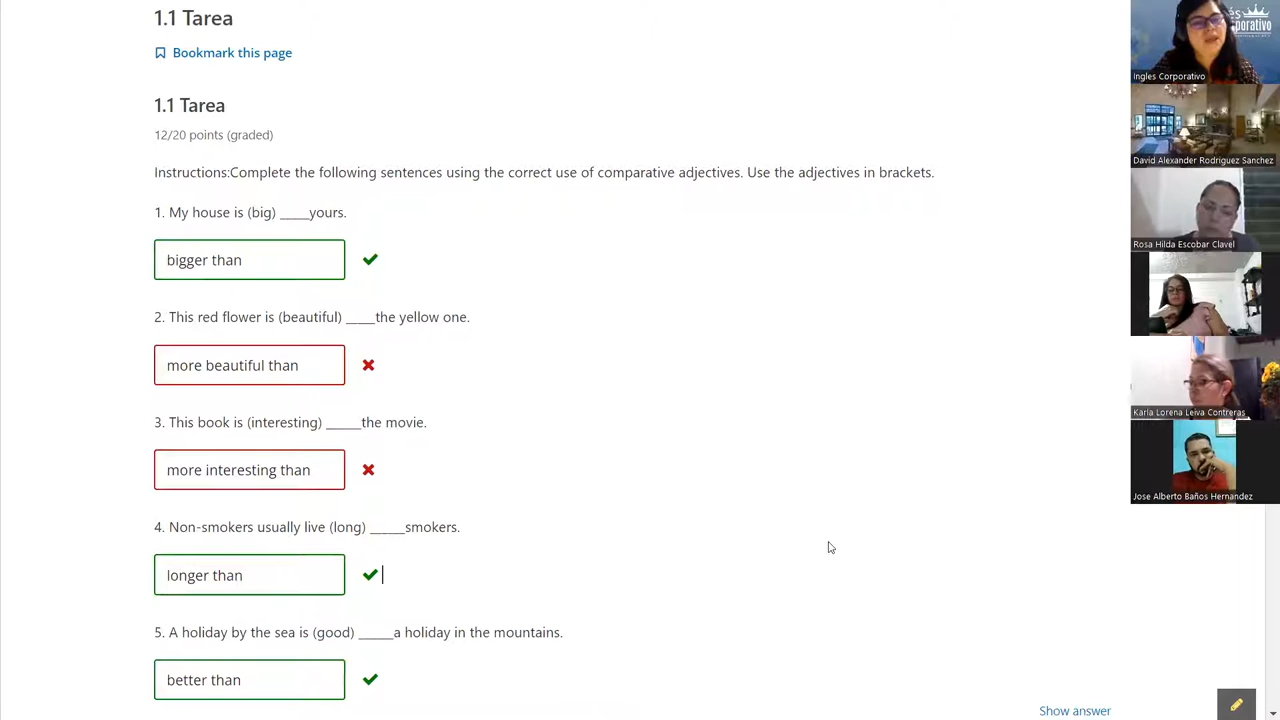 1.1 Tarea
Bookmark this page
1.1 Tarea
12/20 points (graded)
Instructions:Complete the following sentences using the correct use of comparative adjectives. Use the adjectives in brackets.
1. My house is (big) _____yours.
bigger than
2. This red flower is (beautiful) _____the yellow one.
more beautiful than
3. This book is (interesting) ______the movie.
more interesting than
4. Non-smokers usually live (long) ______smokers.
longer than
5. A holiday by the sea is (good) ______a holiday in the mountains.
better than
Show answer
Ingles Corporativo
David Alexander Rodriguez Sanchez
Rosa Hilda Escobar Clavel
Karla Lorena Leiva Contreras
Jose Alberto Baños Hernandez